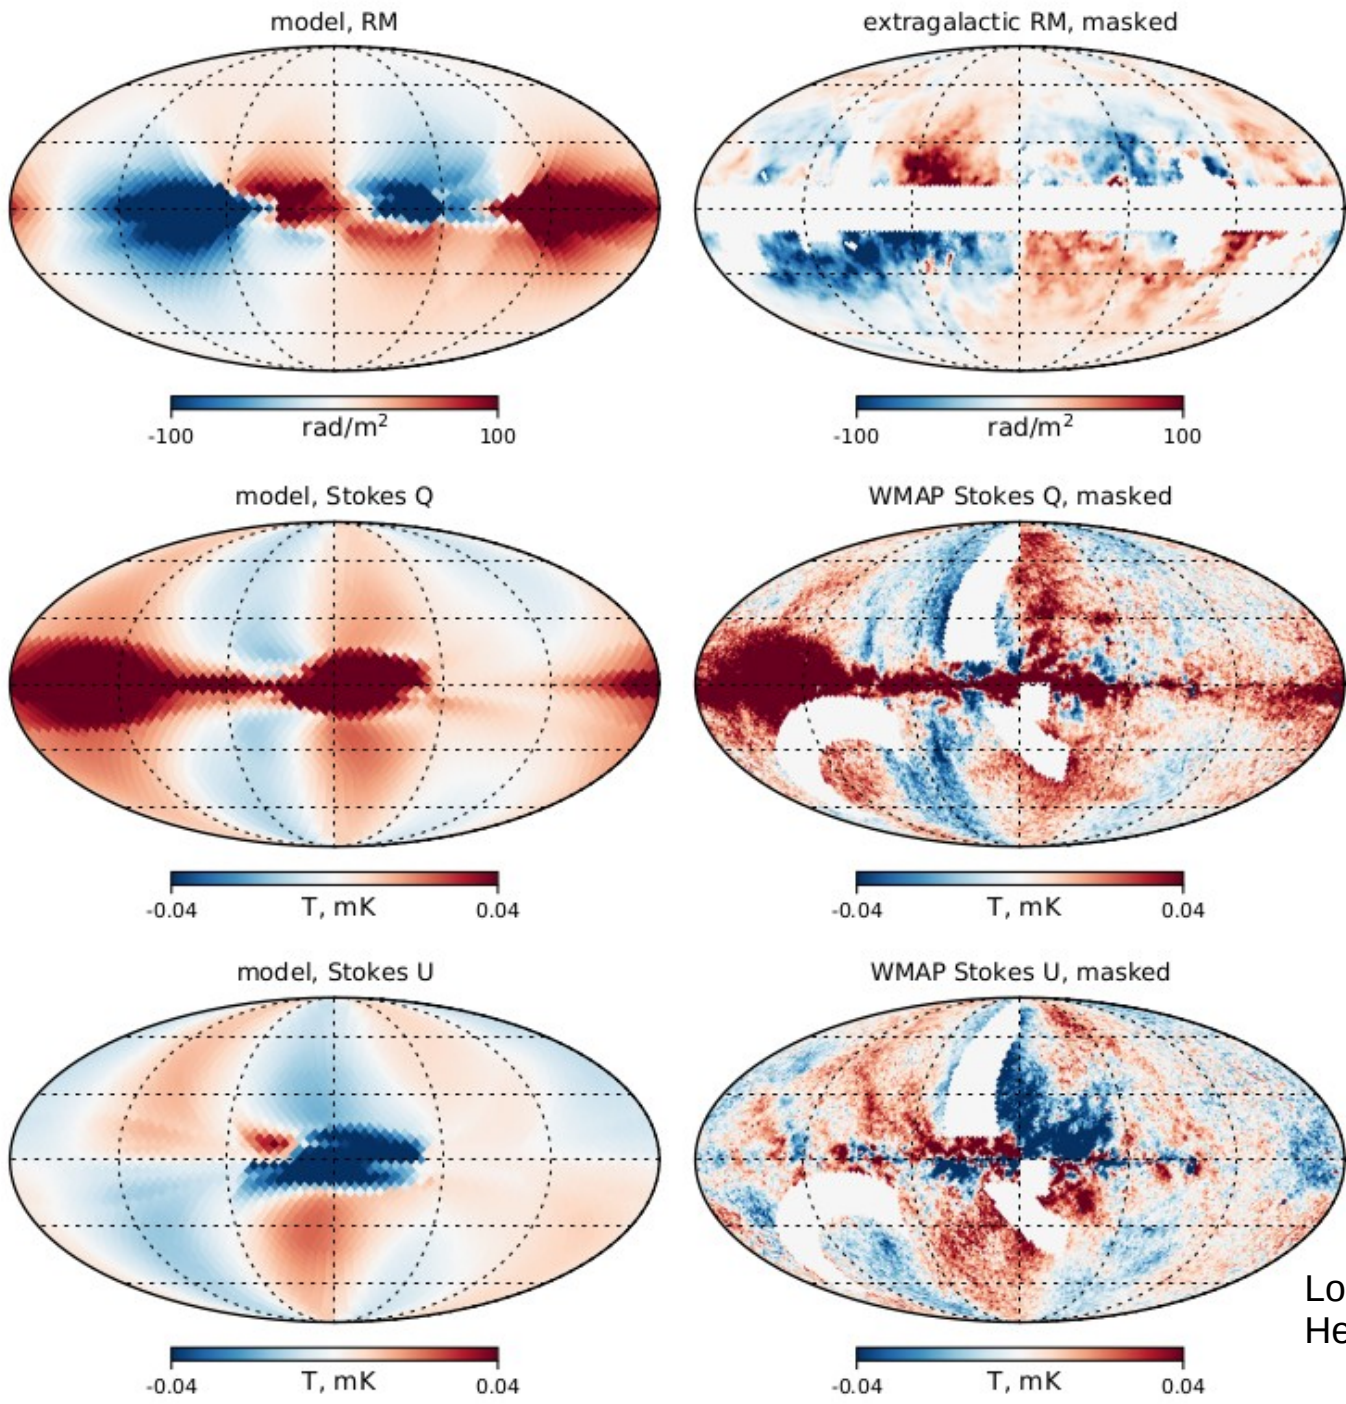 model, RM
extragalactic RM, masked
-100 rad/m² 100
-100 rad/m² 100
model, Stokes Q
WMAP Stokes Q, masked
-0.04 T, mK 0.04
-0.04 T, mK 0.04
model, Stokes U
WMAP Stokes U, masked
Lo
He
-0.04 T, mK 0.04
-0.04 T, mK 0.04